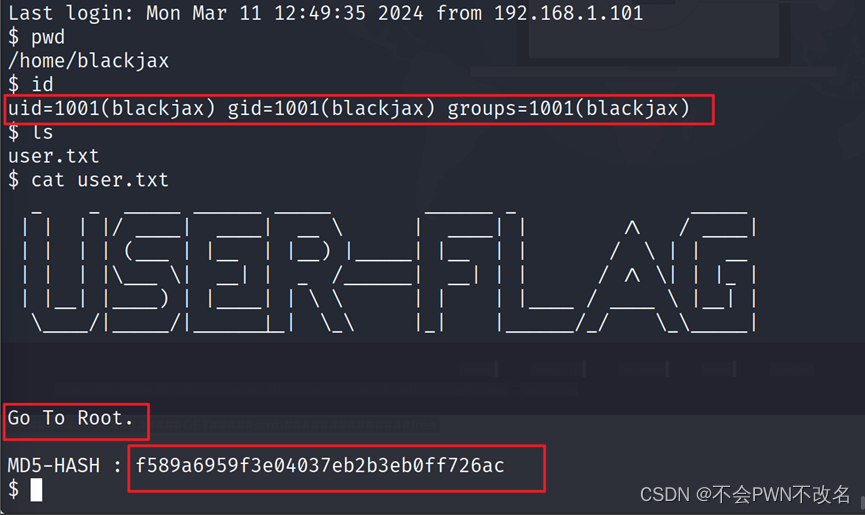 Last login: Mon Mar 11 12:49:35 2024 from 192.168.1.101
$ pwd
/home/blackjax
$ id
uid=1001(blackjax) gid=1001(blackjax) groups=1001(blackjax)
$ ls
user.txt
$ cat user.txt
USER-FLAG
Go To Root.
MD5-HASH : f589a6959f3e04037eb2b3eb0ff726ac
$
CSDN @不会PWN不改名